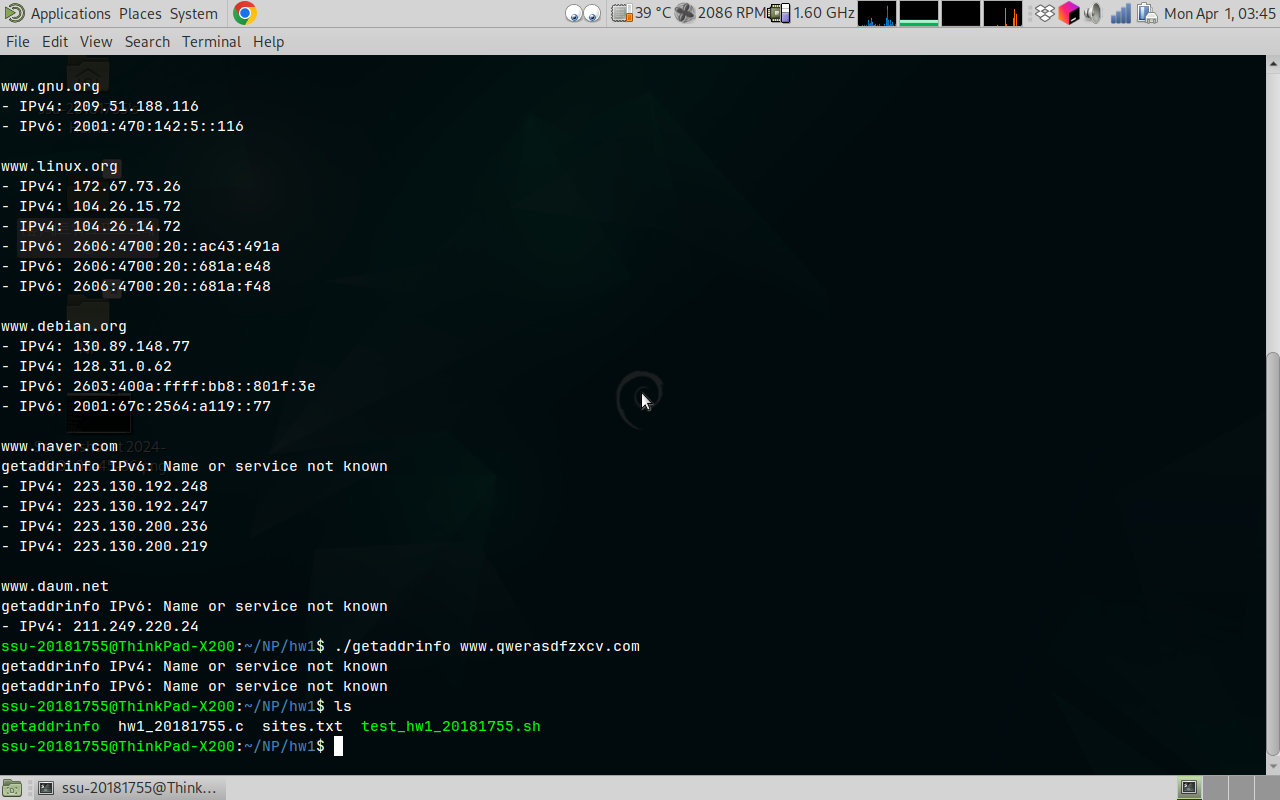 Applications Places System 39 °C 2086 RPM 1.60 GHz Mon Apr 1, 03:45
File Edit View Search Terminal Help
www.gnu.org
- IPv4: 209.51.188.116
- IPv6: 2001:470:142:5::116
www.linux.org
- IPv4: 172.67.73.26
- IPv4: 104.26.15.72
- IPv4: 104.26.14.72
- IPv6: 2606:4700:20::ac43:491a
- IPv6: 2606:4700:20::681a:e48
- IPv6: 2606:4700:20::681a:f48
www.debian.org
- IPv4: 130.89.148.77
- IPv4: 128.31.0.62
- IPv6: 2603:400a:ffff:bb8::801f:3e
- IPv6: 2001:67c:2564:a119::77
www.naver.com
getaddrinfo IPv6: Name or service not known
- IPv4: 223.130.192.248
- IPv4: 223.130.192.247
- IPv4: 223.130.200.236
- IPv4: 223.130.200.219
www.daum.net
getaddrinfo IPv6: Name or service not known
- IPv4: 211.249.220.24
ssu-20181755@ThinkPad-X200:~/NP/hw1$ ./getaddrinfo www.qwerasdfzxcv.com
getaddrinfo IPv4: Name or service not known
getaddrinfo IPv6: Name or service not known
ssu-20181755@ThinkPad-X200:~/NP/hw1$ ls
getaddrinfo hw1_20181755.c sites.txt test_hw1_20181755.sh
ssu-20181755@ThinkPad-X200:~/NP/hw1$
ssu-20181755@Think...